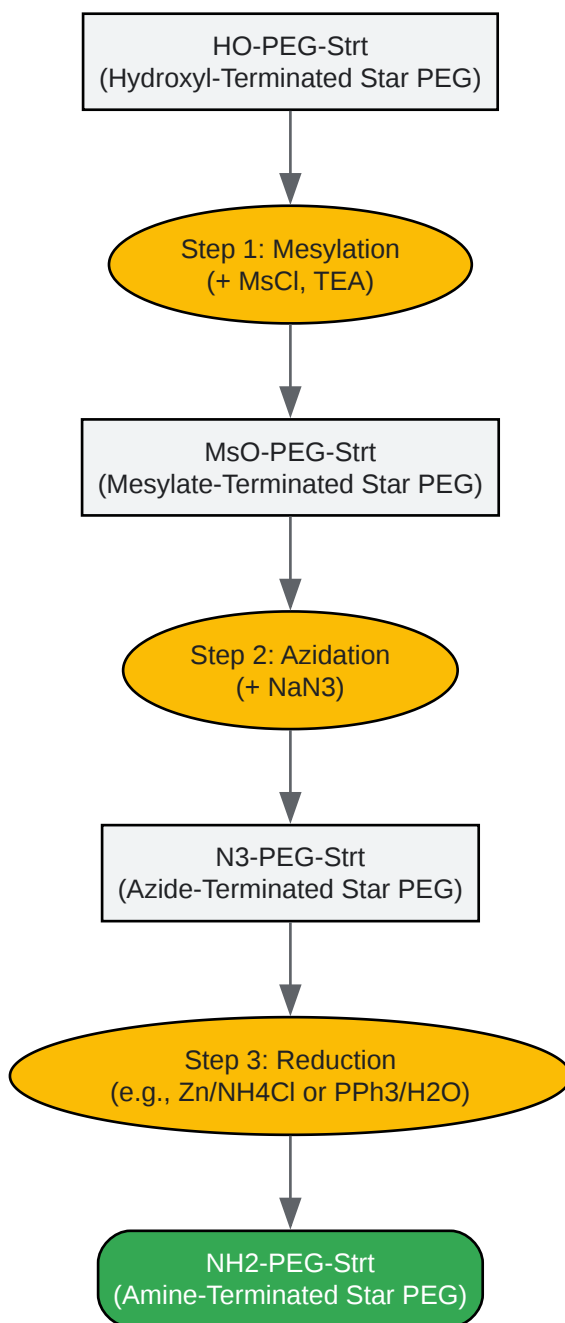 HO-PEG-Strt
(Hydroxyl-Terminated Star PEG)
Step 1: Mesylation
(+ MsCl, TEA)
MsO-PEG-Strt
(Mesylate-Terminated Star PEG)
Step 2: Azidation
(+ NaN3)
N3-PEG-Strt
(Azide-Terminated Star PEG)
Step 3: Reduction
(e.g., Zn/NH4Cl or PPh3/H2O)
NH2-PEG-Strt
(Amine-Terminated Star PEG)